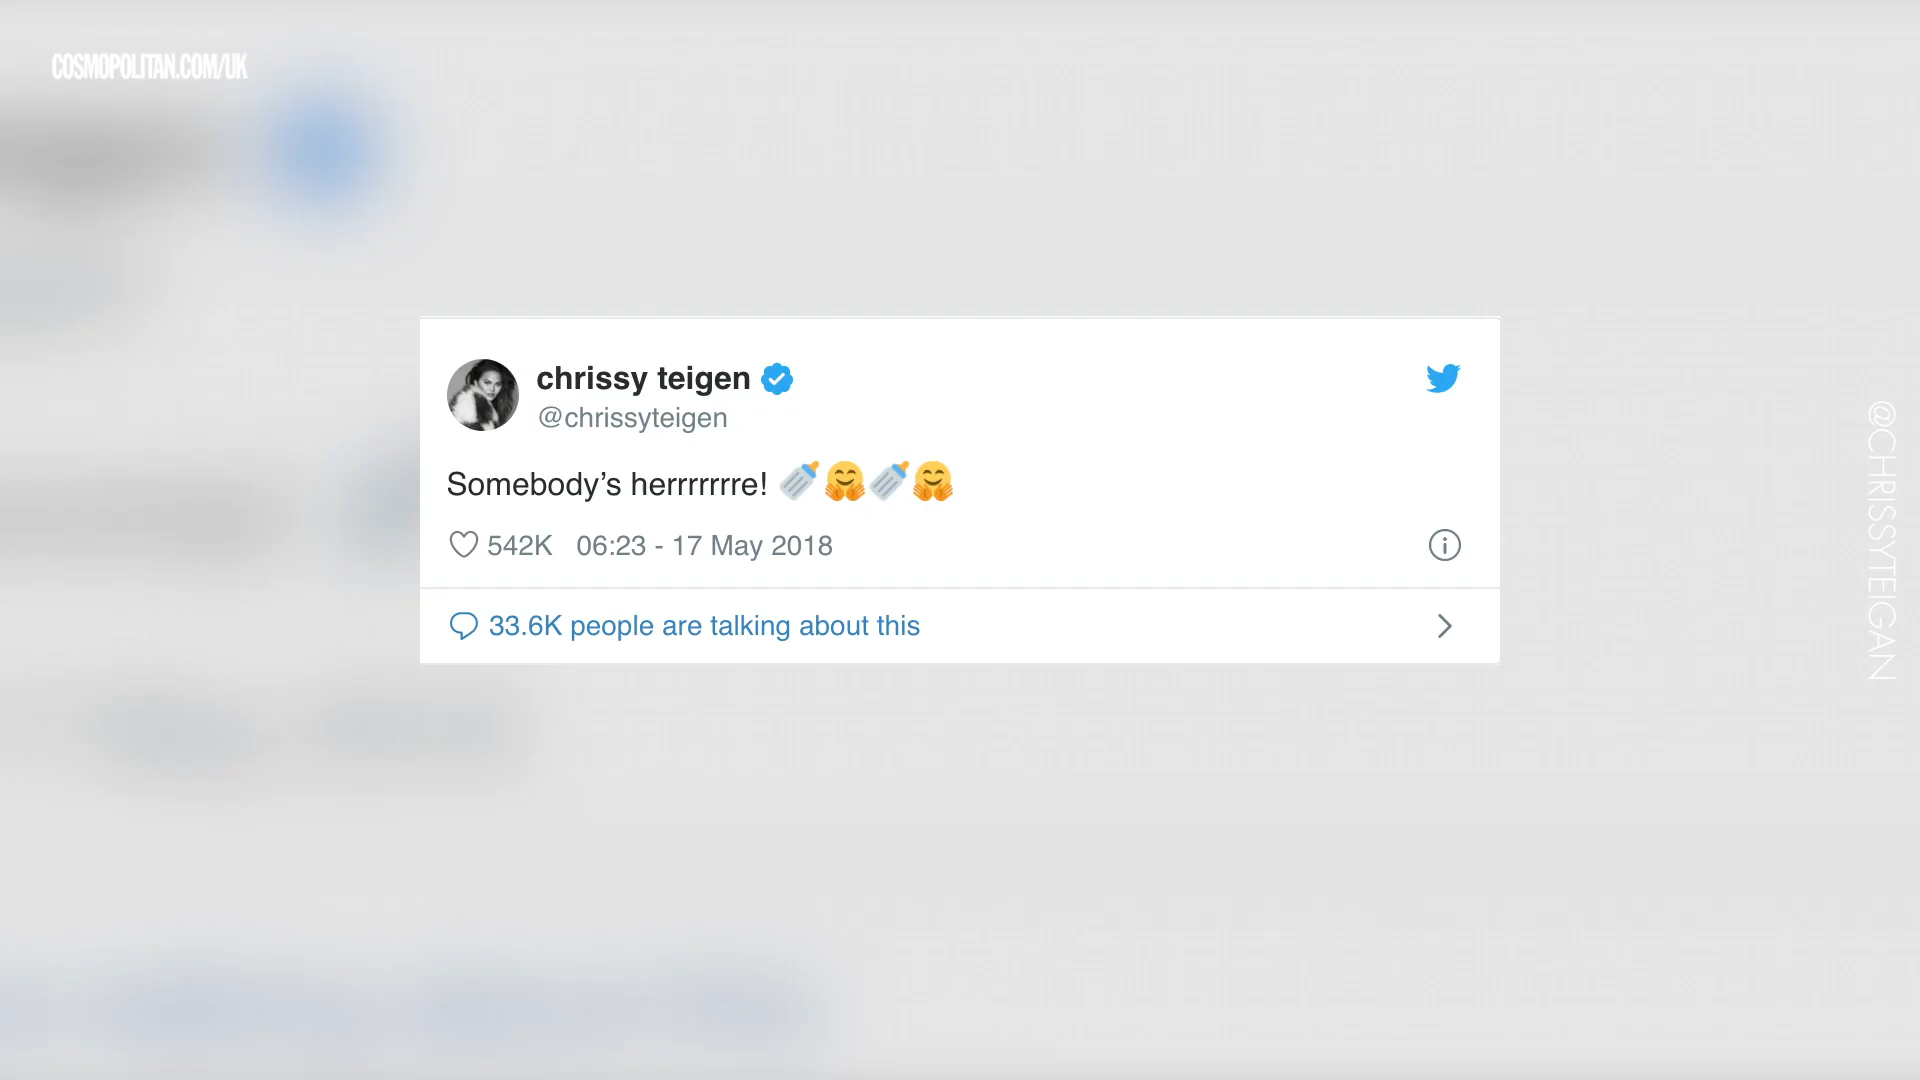 COSMOPOLITAN.COM/UK
chrissy teigen
@chrissyteigen
Somebody’s herrrrrrre! 🍼🤗🍼🤗
542K 06:23 - 17 May 2018
33.6K people are talking about this
@CHRISSYTEIGAN